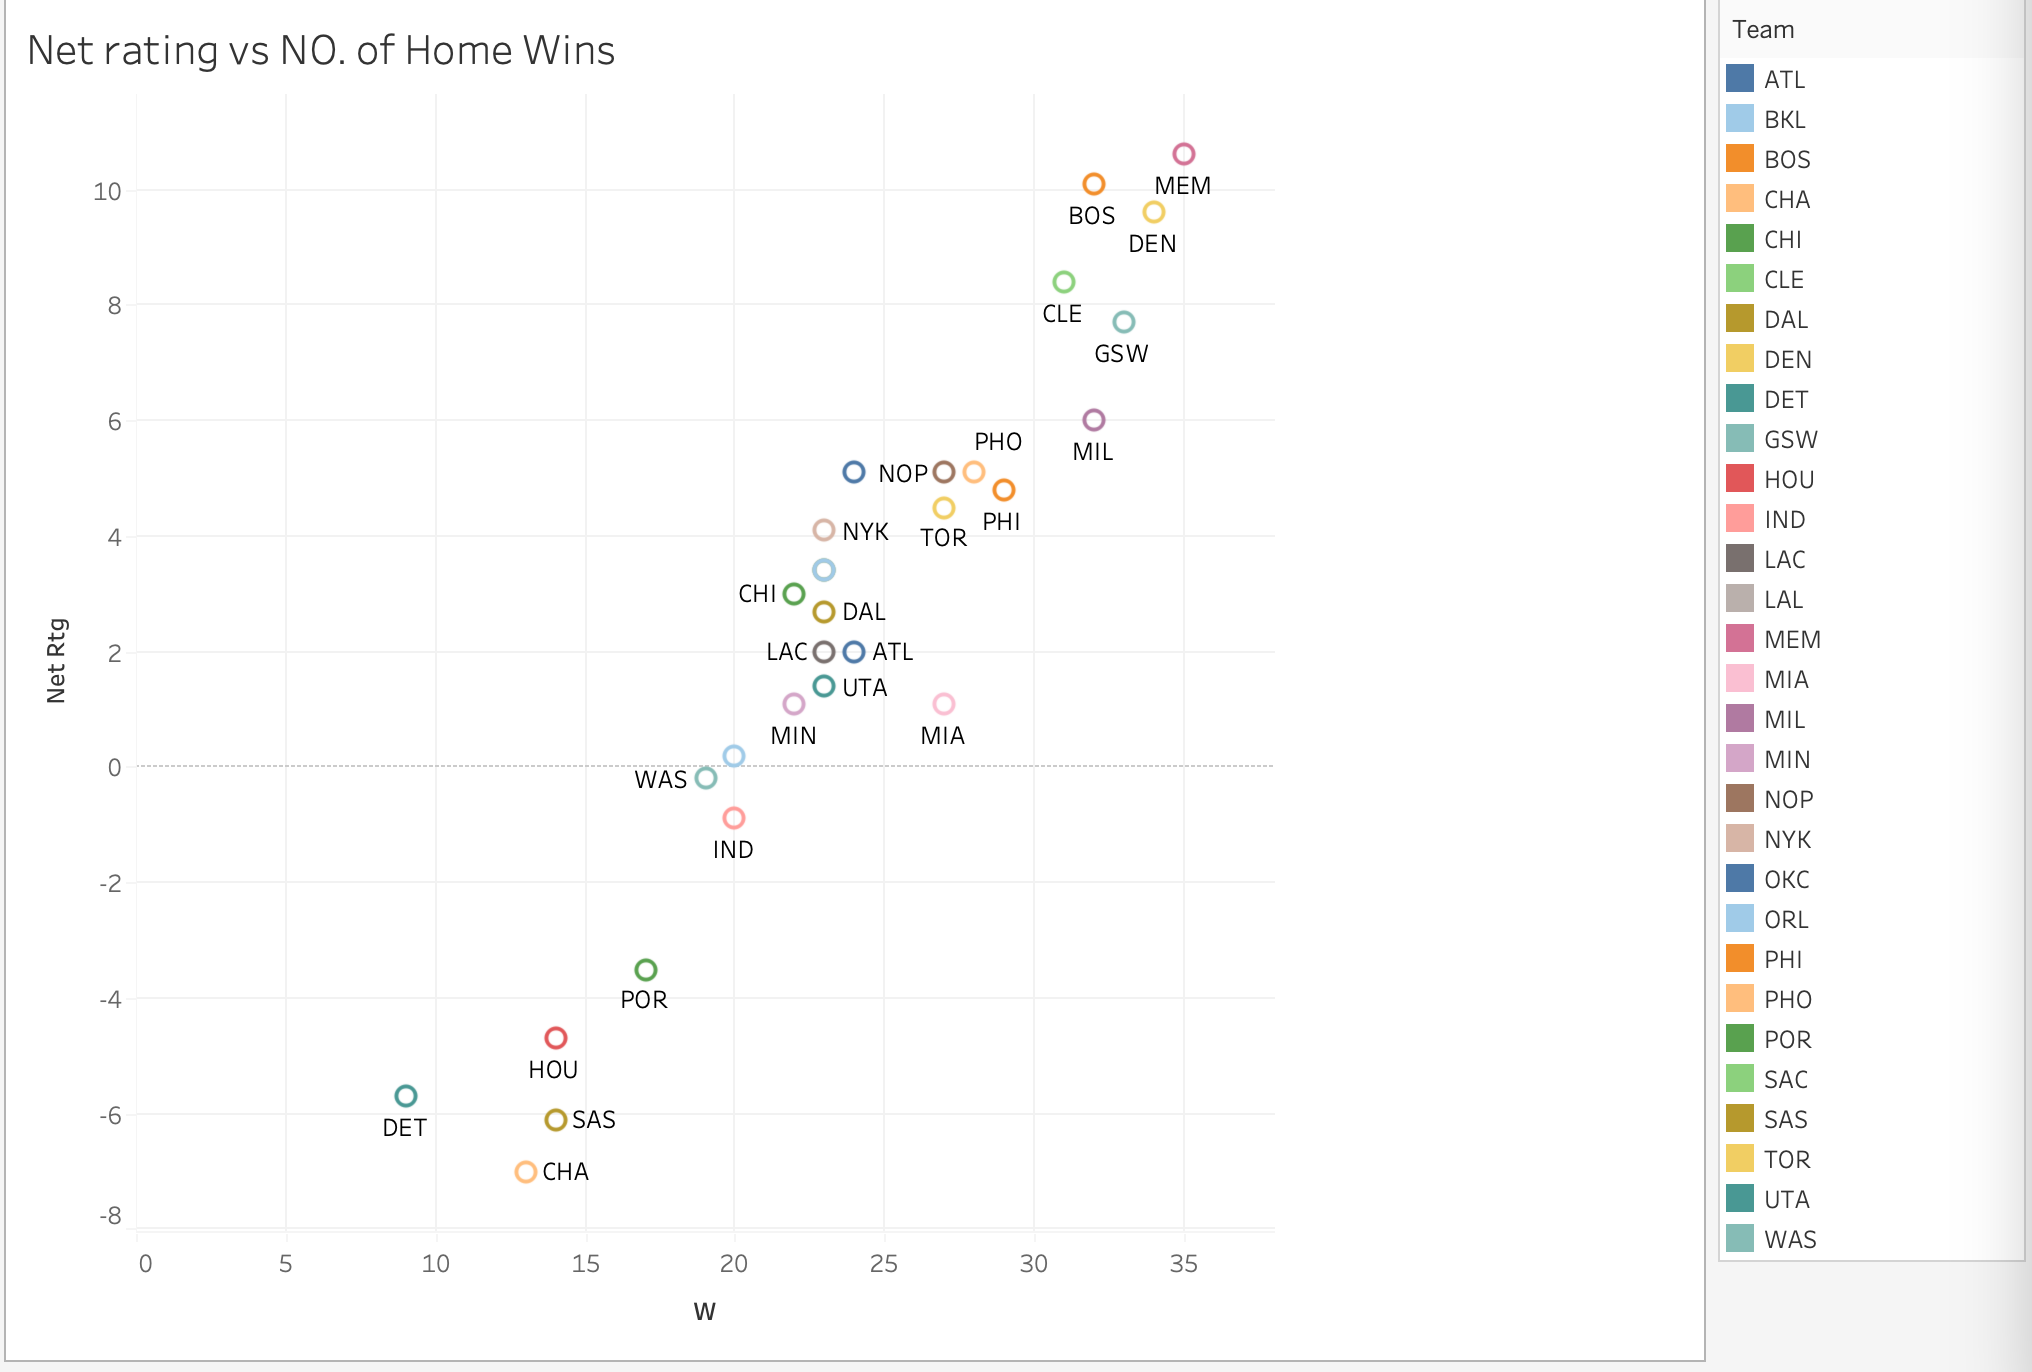 Net rating vs NO. of Home Wins
Team
ATL
BKL
BOS
CHA
CHI
CLE
DAL
DEN
DET
GSW
HOU
IND
LAC
LAL
MEM
MIA
MIL
MIN
NOP
NYK
OKC
ORL
PHI
PHO
POR
SAC
SAS
TOR
UTA
WAS
Net Rtg
10
8
6
4
2
0
-2
-4
-6
-8
MEM
BOS
DEN
CLE
GSW
MIL
PHO
NOP
PHI
TOR
NYK
CHI
DAL
LAC
ATL
UTA
MIN
MIA
WAS
IND
POR
HOU
DET
SAS
CHA
0 5 10 15 20 25 30 35
W